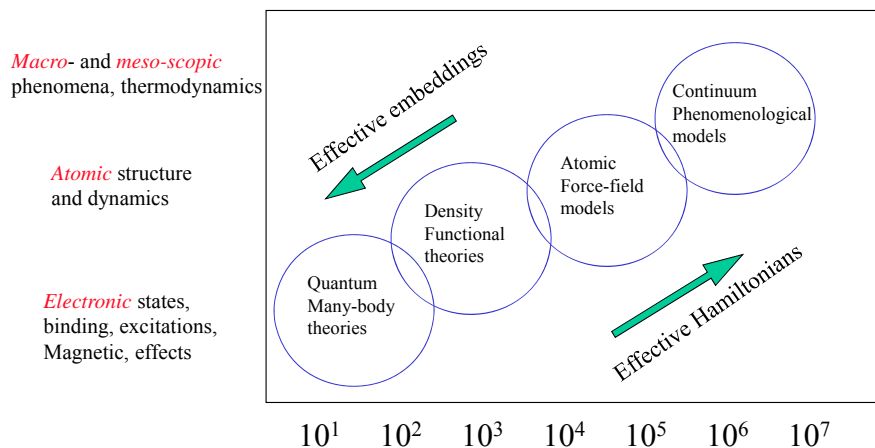 Macro- and meso-scopic
phenomena, thermodynamics
Atomic structure
and dynamics
Electronic states,
binding, excitations,
Magnetic, effects
Effective embeddings
Continuum
Phenomenological
models
Atomic
Force-field
models
Density
Functional
theories
Quantum
Many-body
theories
Effective Hamiltonians
10¹ 10² 10³ 10⁴ 10⁵ 10⁶ 10⁷